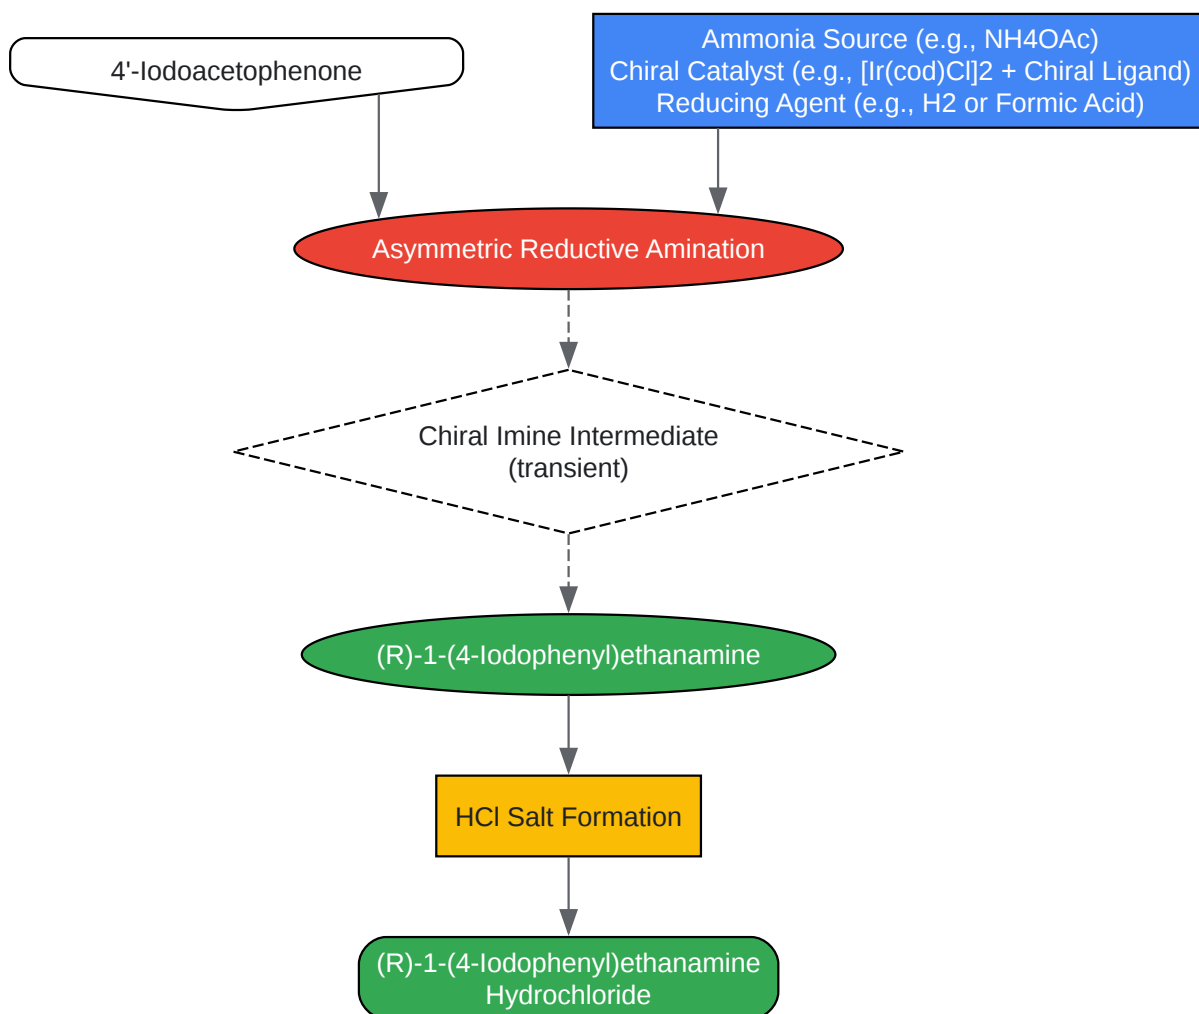 4'-Iodoacetophenone
Ammonia Source (e.g., NH4OAc)
Chiral Catalyst (e.g., [Ir(cod)Cl]2 + Chiral Ligand)
Reducing Agent (e.g., H2 or Formic Acid)
Asymmetric Reductive Amination
Chiral Imine Intermediate
(transient)
(R)-1-(4-Iodophenyl)ethanamine
HCl Salt Formation
(R)-1-(4-Iodophenyl)ethanamine
Hydrochloride